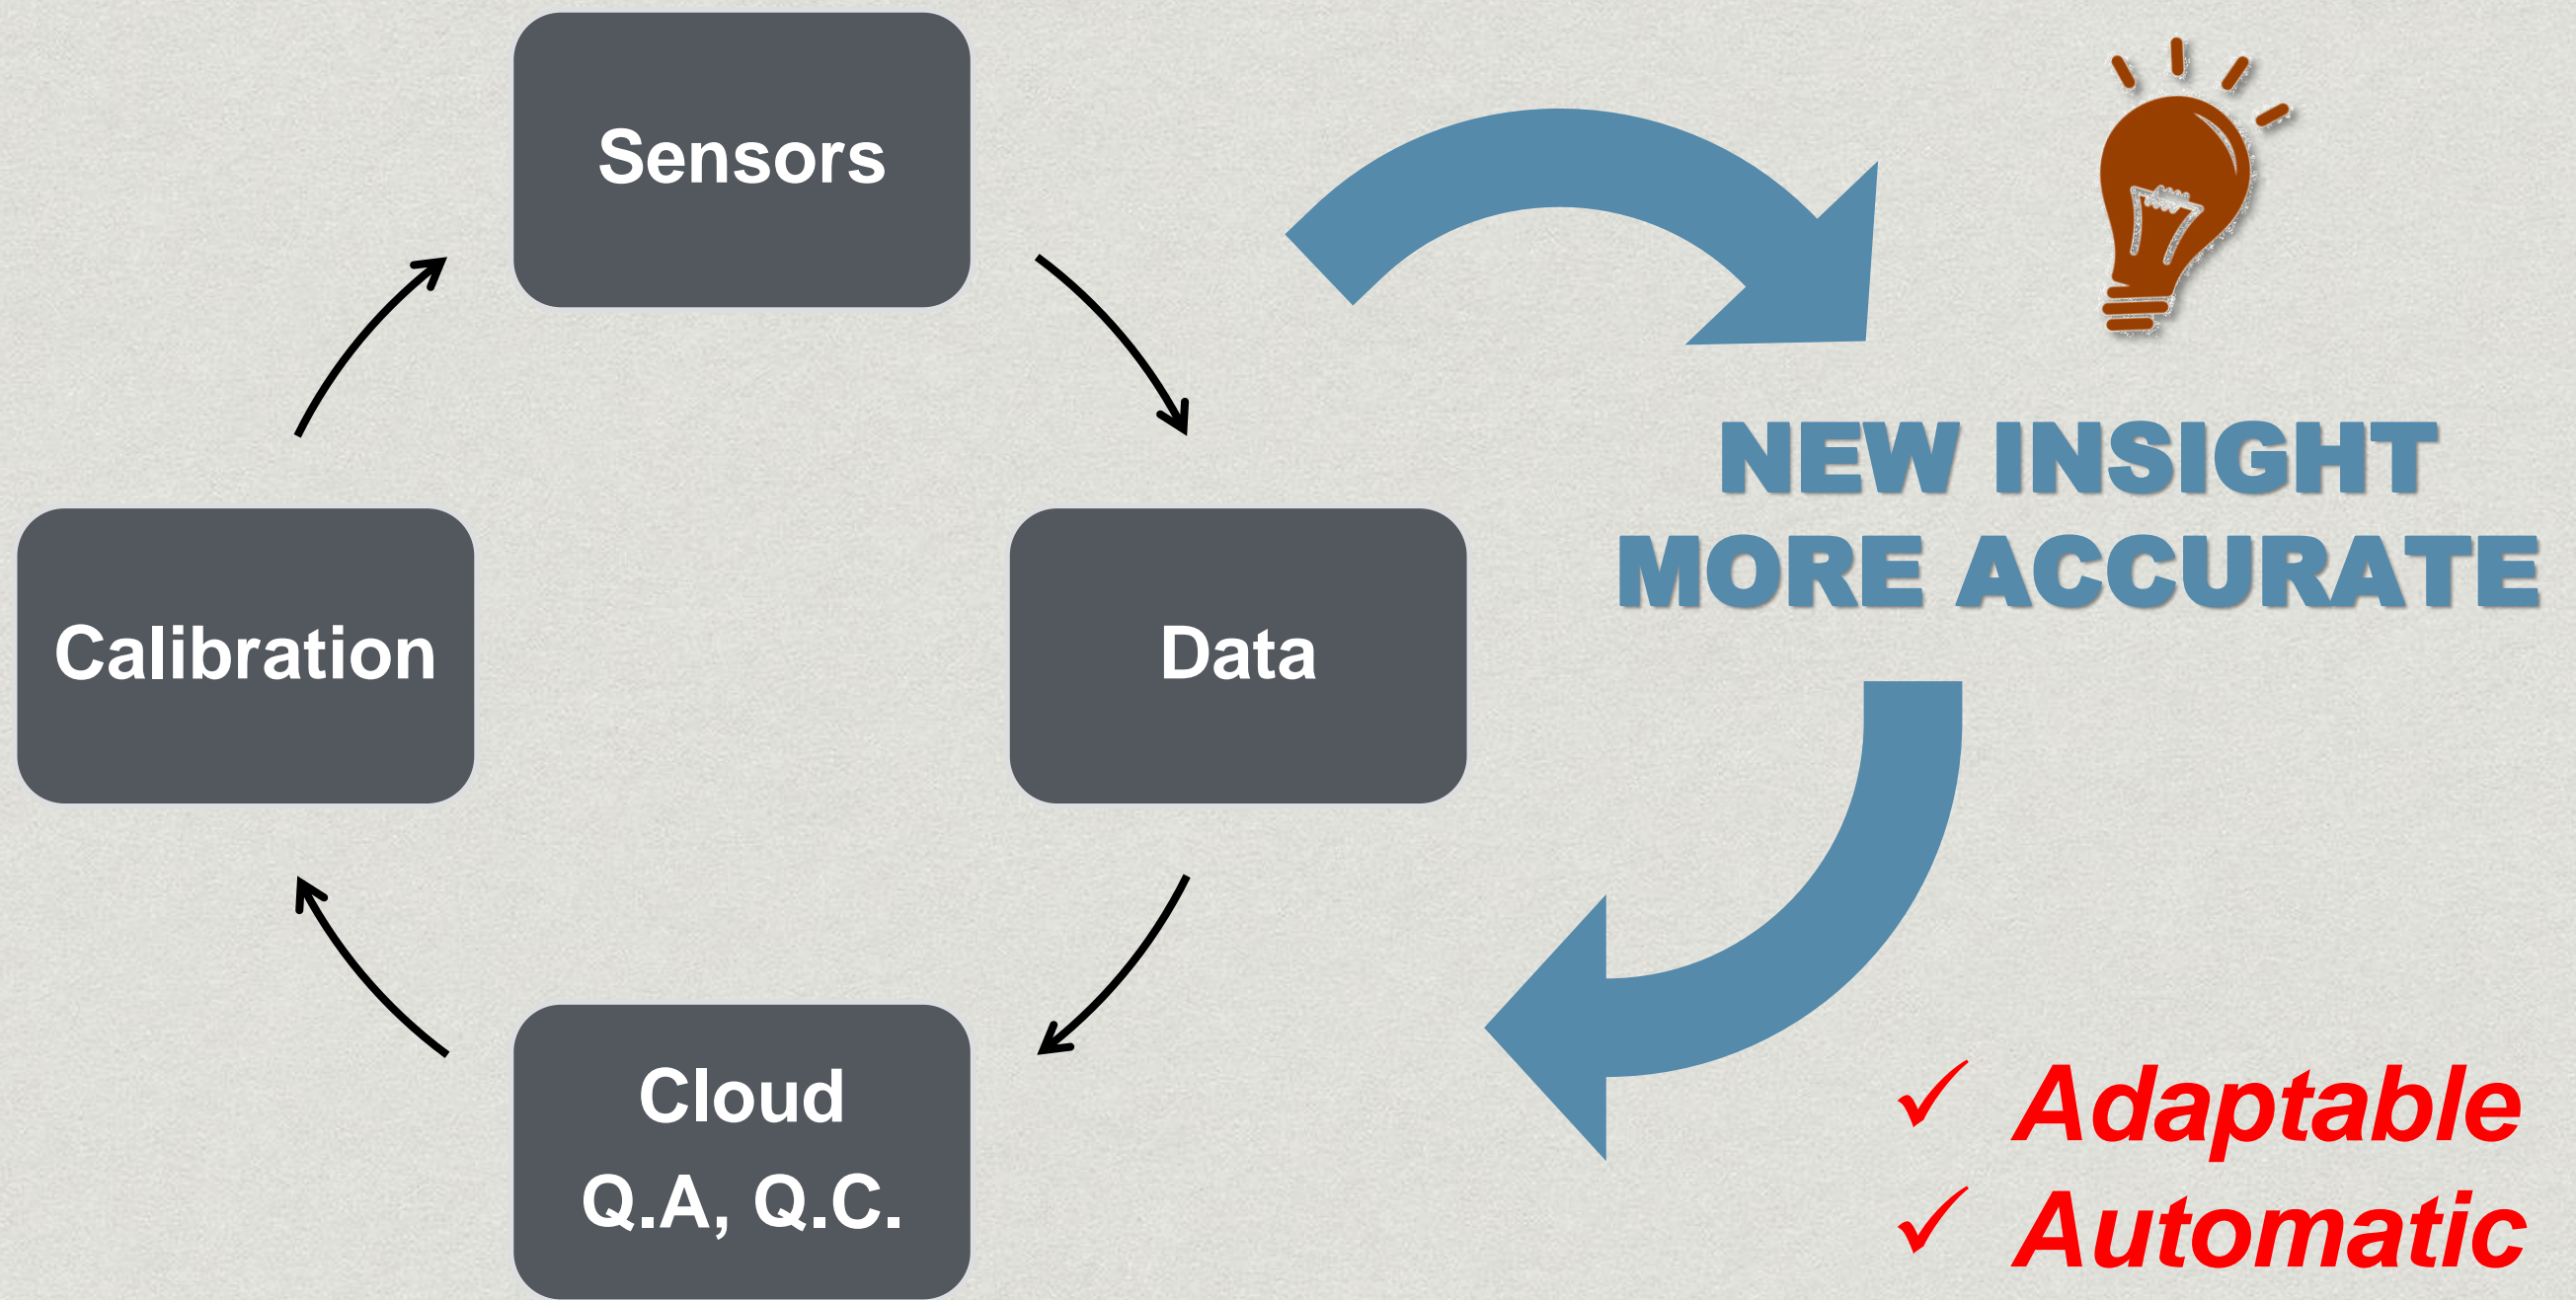 Sensors
Data
Cloud
Q.A, Q.C.
Calibration
NEW INSIGHT
MORE ACCURATE
✓ Adaptable
✓ Automatic